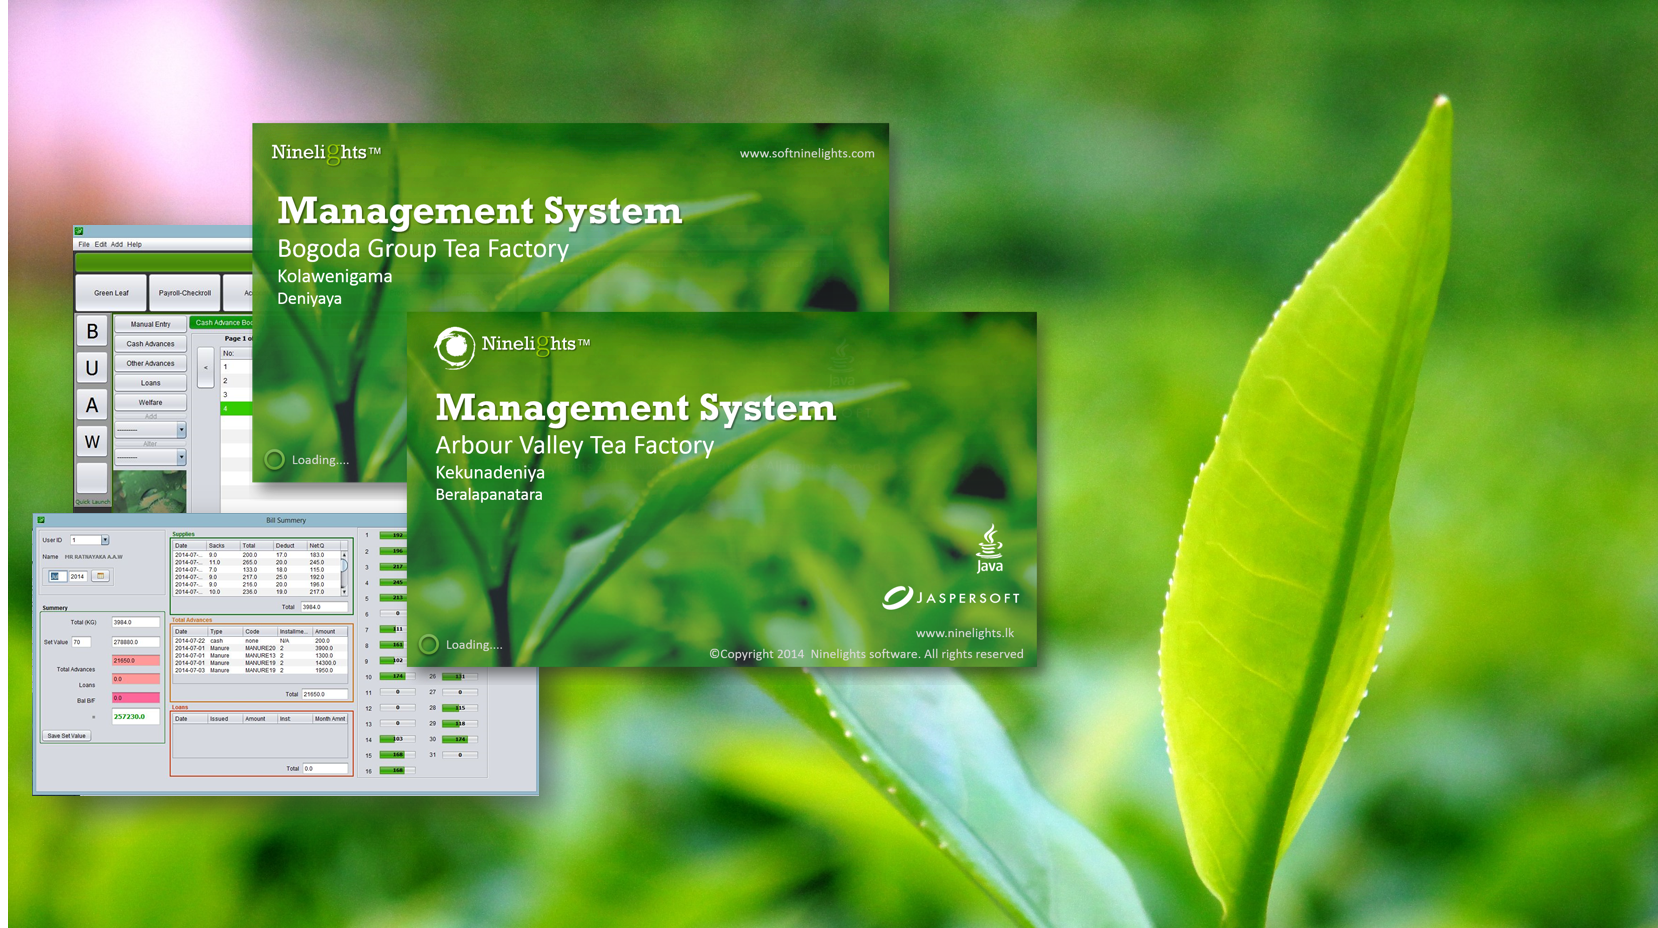 Ninelights™
www.softninelights.com
Management System
Bogoda Group Tea Factory
Kolawenigama
Deniyaya
Loading....
File Edit Add Help
Green Leaf
Payroll-Checkroll
B
U
A
W
Quick Launch
Manual Entry
Cash Advances
Other Advances
Loans
Welfare
Add
After
Cash Advance
Page 1
No:
<
1
2
3
4
Ninelights™
Management System
Arbour Valley Tea Factory
Kekunadeniya
Beralapanatara
Loading....
Java
JASPERSOFT
www.ninelights.lk
©Copyright 2014 Ninelights software. All rights reserved
Bill Summery
User ID 1
Name MR RATNAYAKA A.A.W
2014
Summery
Total (KG) 3984.0
Set Value 70 278880.0
Total Advances 21650.0
Loans 0.0
Bal B/F 0.0
= 257230.0
Save Set Value
Supplies
Date Sacks Total Deduct Net Q
2014-07-... 9.0 200.0 17.0 183.0
2014-07-... 11.0 265.0 20.0 245.0
2014-07-... 7.0 133.0 18.0 115.0
2014-07-... 9.0 217.0 25.0 192.0
2014-07-... 9.0 216.0 20.0 196.0
2014-07-... 10.0 236.0 19.0 217.0
Total 3984.0
Total Advances
Date Type Code Installme... Amount
2014-07-22 cash none N/A 200.0
2014-07-01 Manure MANURE20 2 3900.0
2014-07-01 Manure MANURE13 2 1300.0
2014-07-01 Manure MANURE19 2 14300.0
2014-07-03 Manure MANURE19 2 1950.0
Total 21650.0
Loans
Date Issued Amount Inst: Month Amnt
Total 0.0
1 192
2 196
3 217
4 245
5 213
6 0
7 111
8 161
9 102
10 174 26 131
11 0 27 0
12 0 28 515
13 0 29 518
14 103 30 174
15 168 31 0
16 168